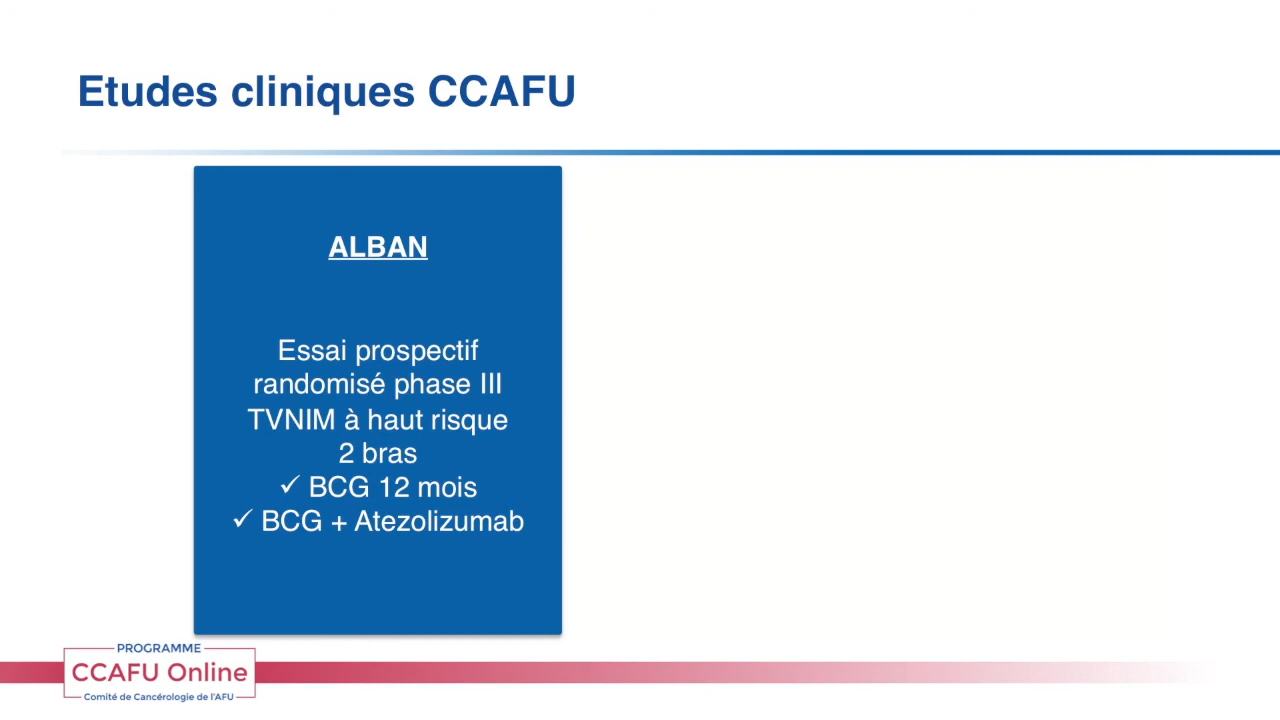 Etudes cliniques CCAFU
ALBAN
Essai prospectif
randomisé phase III
TVNIM à haut risque
2 bras
✓ BCG 12 mois
✓ BCG + Atezolizumab
PROGRAMME
CCAFU Online
Comité de Cancérologie de l'AFU